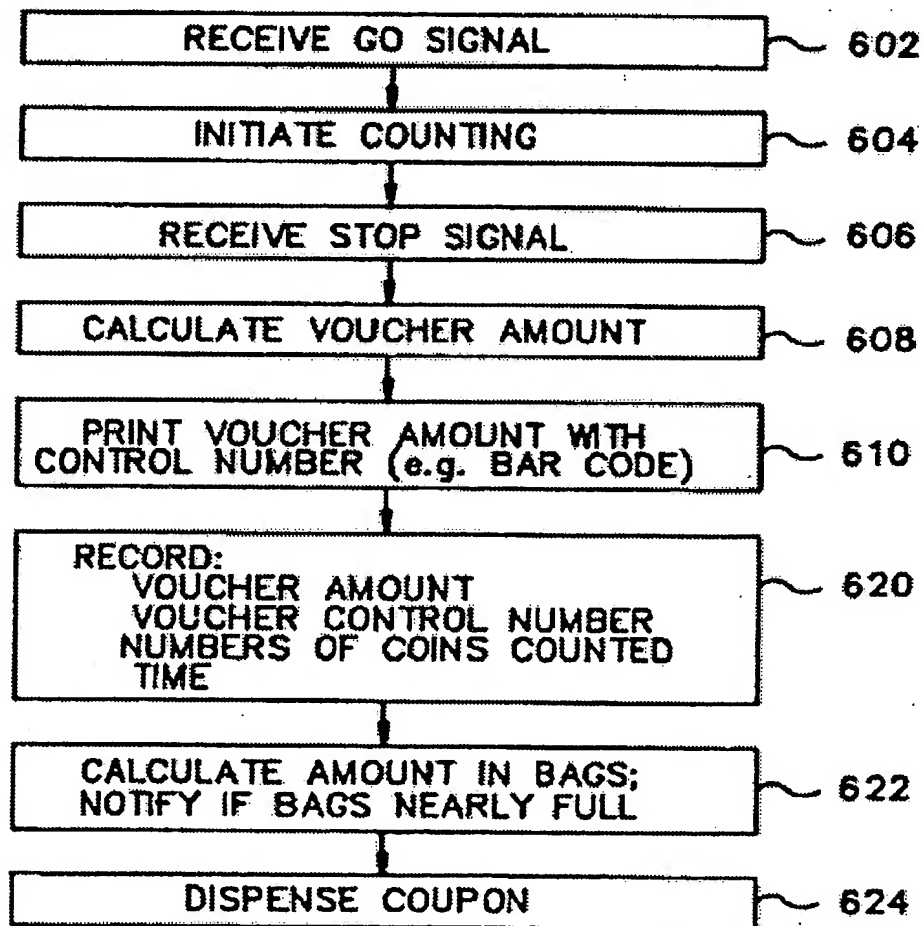 RECEIVE GO SIGNAL 602
INITIATE COUNTING 604
RECEIVE STOP SIGNAL 606
CALCULATE VOUCHER AMOUNT 608
PRINT VOUCHER AMOUNT WITH
CONTROL NUMBER (e.g. BAR CODE) 610
RECORD:
VOUCHER AMOUNT 620
VOUCHER CONTROL NUMBER
NUMBERS OF COINS COUNTED
TIME
CALCULATE AMOUNT IN BAGS;
NOTIFY IF BAGS NEARLY FULL 622
DISPENSE COUPON 624